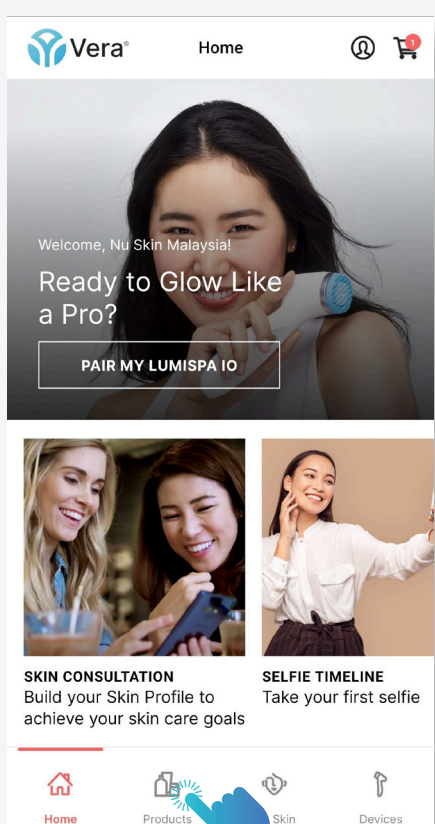 Vera®
Home
1
Welcome, Nu Skin Malaysia!
Ready to Glow Like
a Pro?
PAIR MY LUMISPA IO
SKIN CONSULTATION
Build your Skin Profile to
achieve your skin care goals
SELFIE TIMELINE
Take your first selfie
Home
Products
Skin
Devices